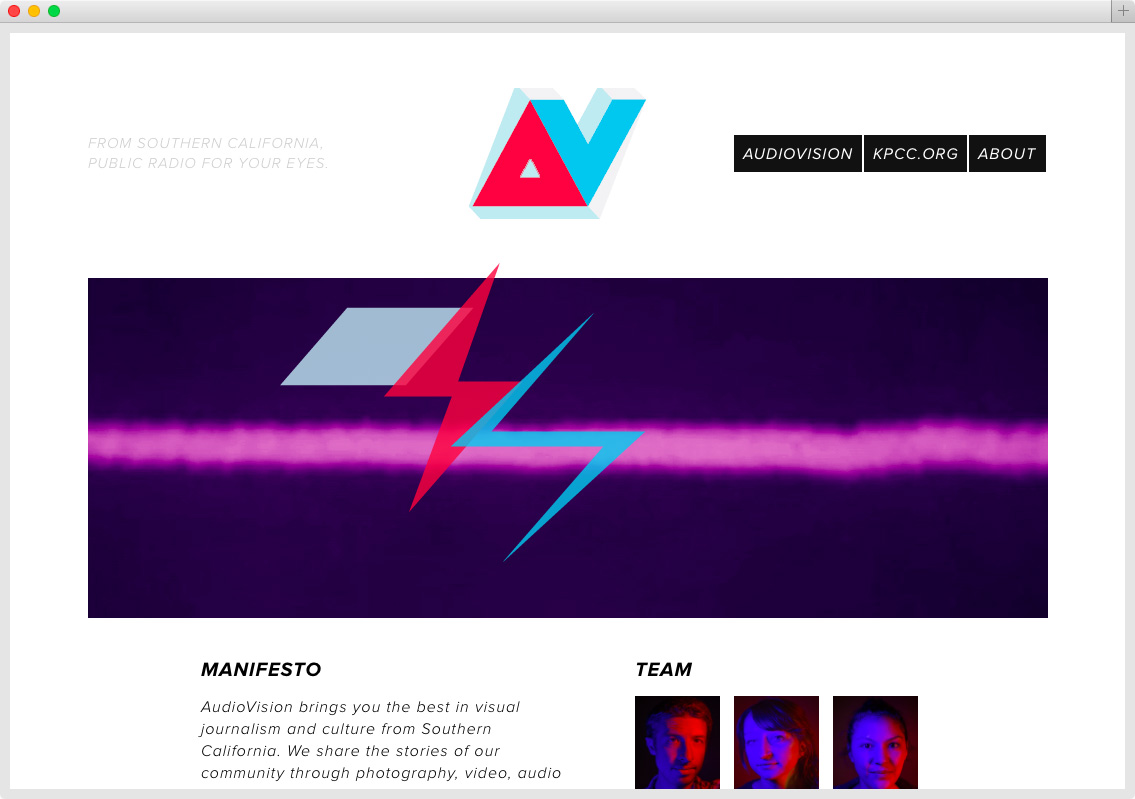 FROM SOUTHERN CALIFORNIA,
PUBLIC RADIO FOR YOUR EYES.
AV
AUDIOVISION KPCC.ORG ABOUT
MANIFESTO
AudioVision brings you the best in visual
journalism and culture from Southern
California. We share the stories of our
community through photography, video, audio
TEAM